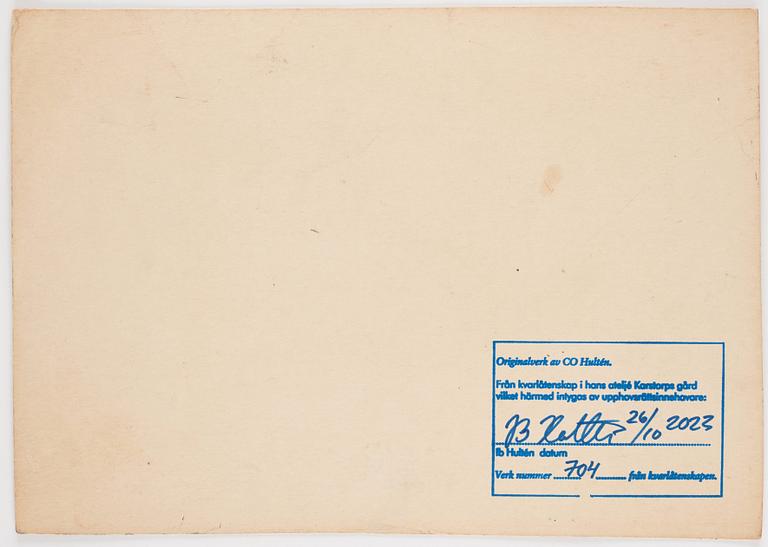 Originalverk av CO Hultén.
Från kvarlåtenskap i hans ateljé Karstorps gård
vilket härmed intygas av upphovsrättsinnehavare:
26/10 2023
Ib Hultén datum
Verk nummer ........704........... från kvarlåtenskapen.